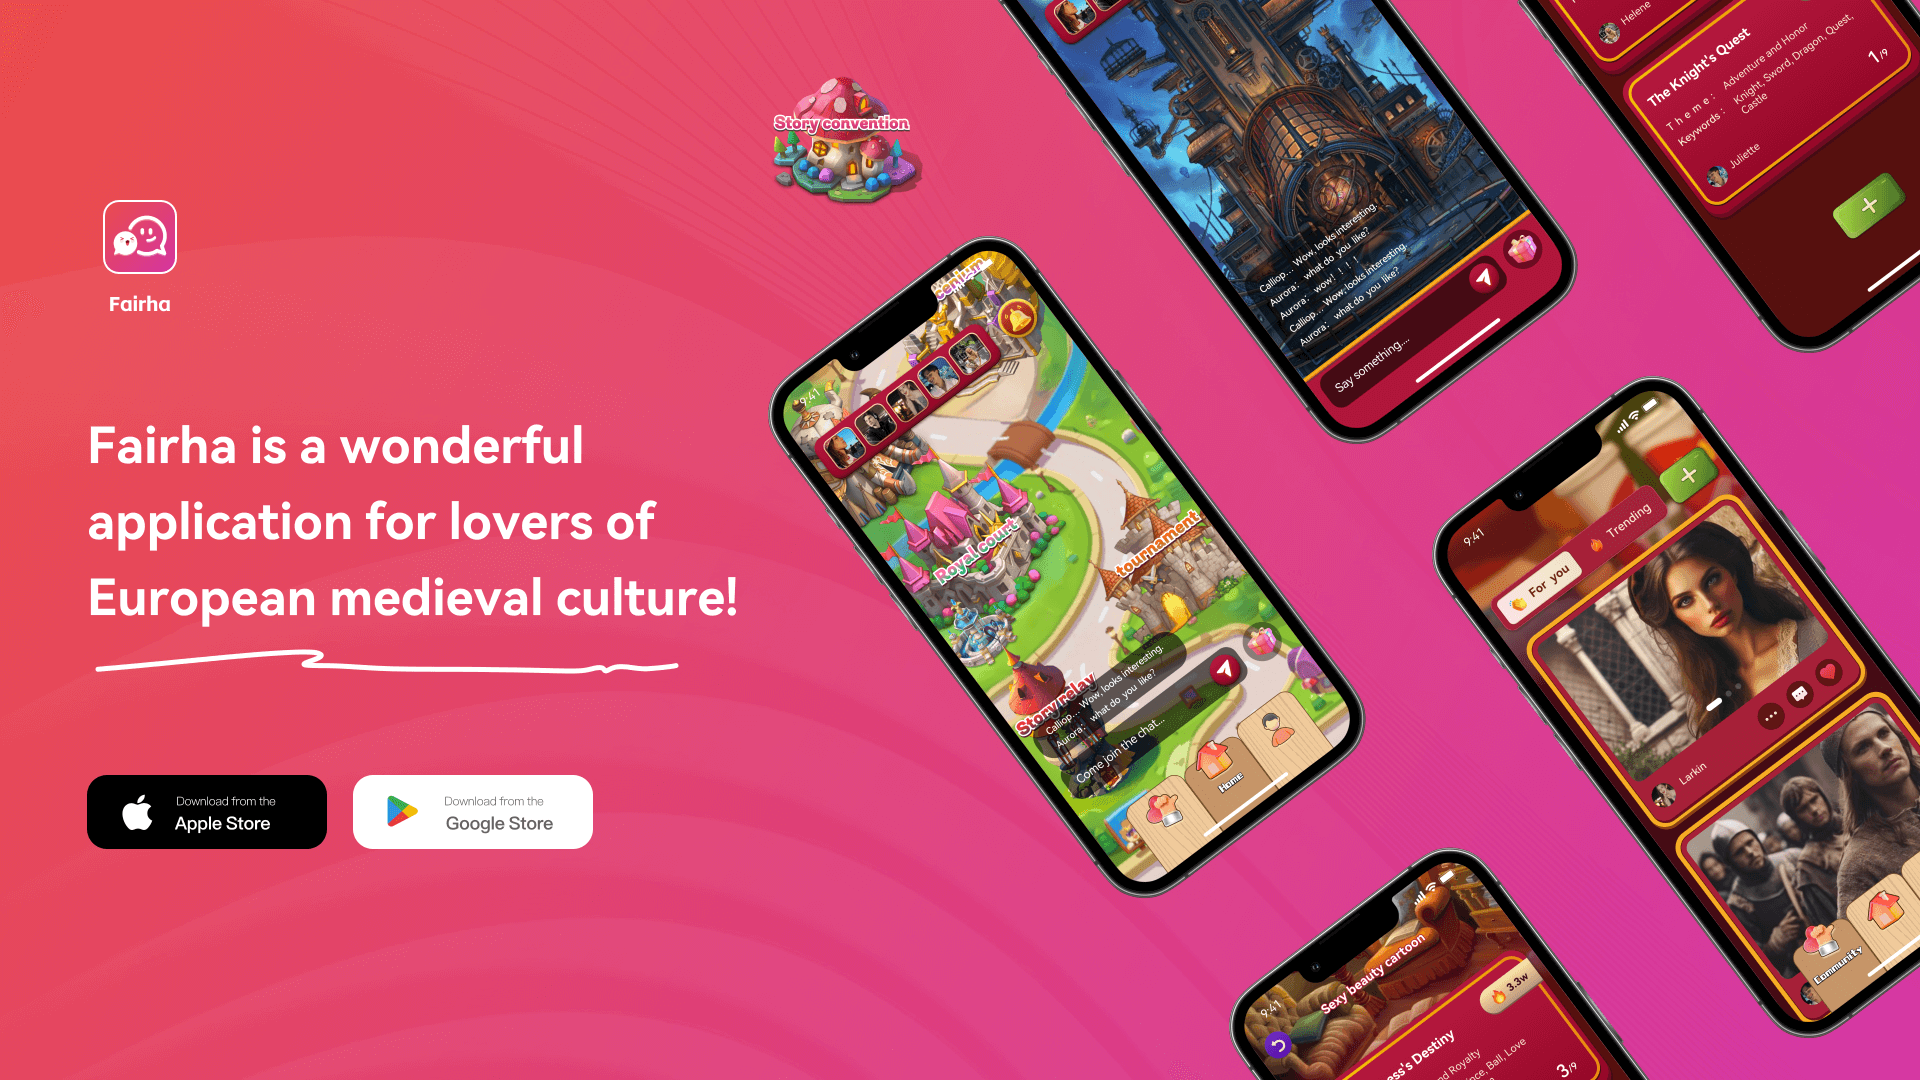 Fairha
Fairha is a wonderful
application for lovers of
European medieval culture!
Download from the
Apple Store
Download from the
Google Store
Story convention
9:41
Royal court
tournament
Story relay
Calliop... Wow, looks interesting.
Aurora: what do you like?
Come join the chat...
Home
Calliop... Wow, looks interesting.
Aurora: what do you like?
Aurora: wow! ! ! !
Calliop... Wow, looks interesting.
Aurora: what do you like?
Say something....
Helene
The Knight's Quest
Theme: Adventure and Honor
Keywords: Knight, Sword, Dragon, Quest,
Castle
1/9
Juliette
9:41
For you
Trending
Larkin
Community
9:41
Sexy beauty cartoon
3.3w
ess's Destiny
nd Royalty
nce, Ball, Love
3/9